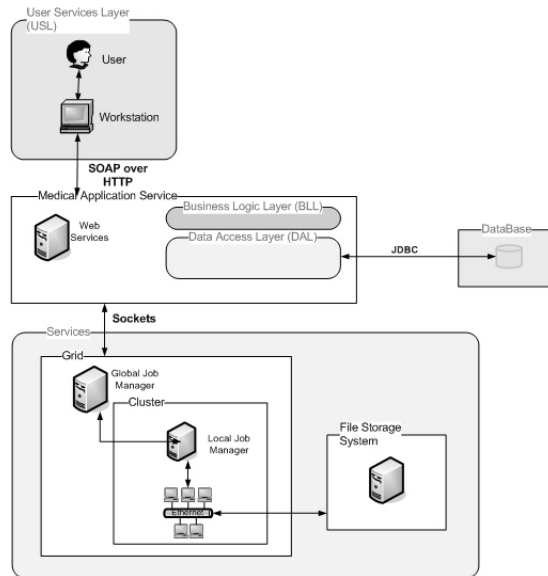 User Services Layer
(USL)
User
Workstation
SOAP over
HTTP
Medical Application Service
Web
Services
Business Logic Layer (BLL)
Data Access Layer (DAL)
JDBC
DataBase
Sockets
Services
Grid
Global Job
Manager
Cluster
Local Job
Manager
Ethernet
File Storage
System